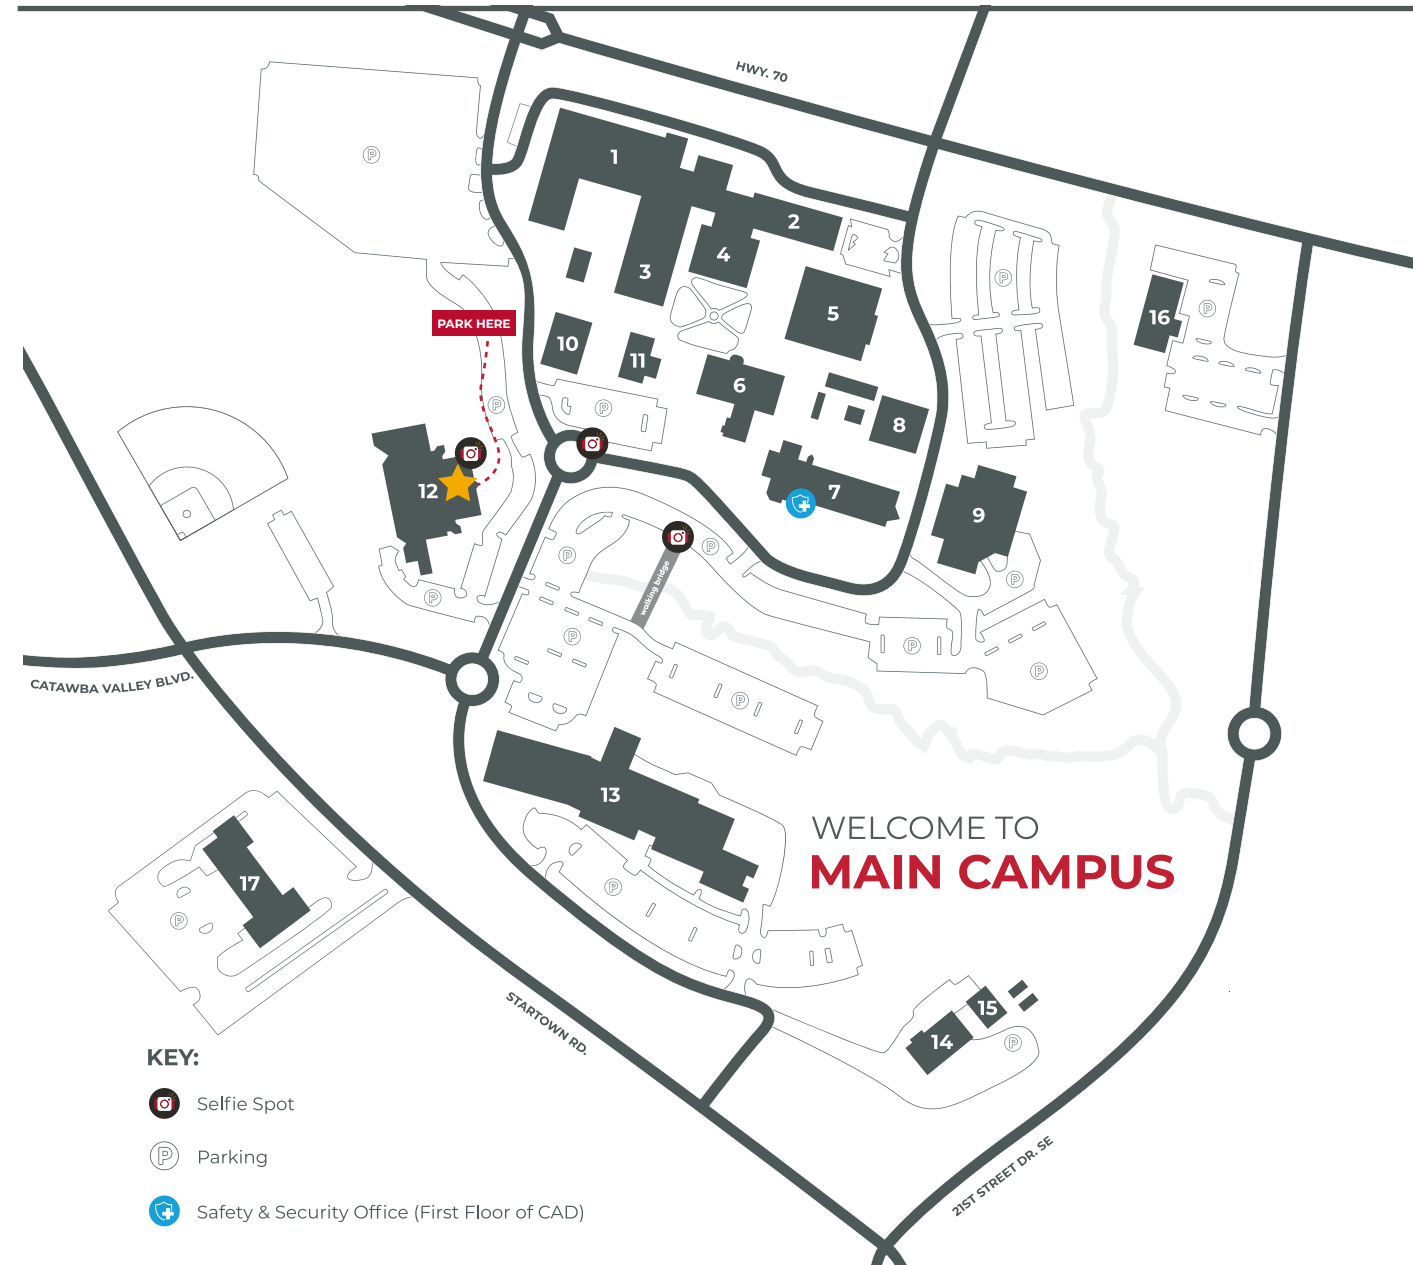 HWY. 70
P
1
2
3
4
5
P
16
P
PARK HERE
10
11
6
P
P
8
12
7
9
P
P
walking bridge
P
P
P
P
P
P
CATAWBA VALLEY BLVD.
P
13
WELCOME TO
MAIN CAMPUS
17
P
P
STARTOWN RD.
15
14
P
KEY:
Selfie Spot
P Parking
Safety & Security Office (First Floor of CAD)
21ST STREET DR. SE